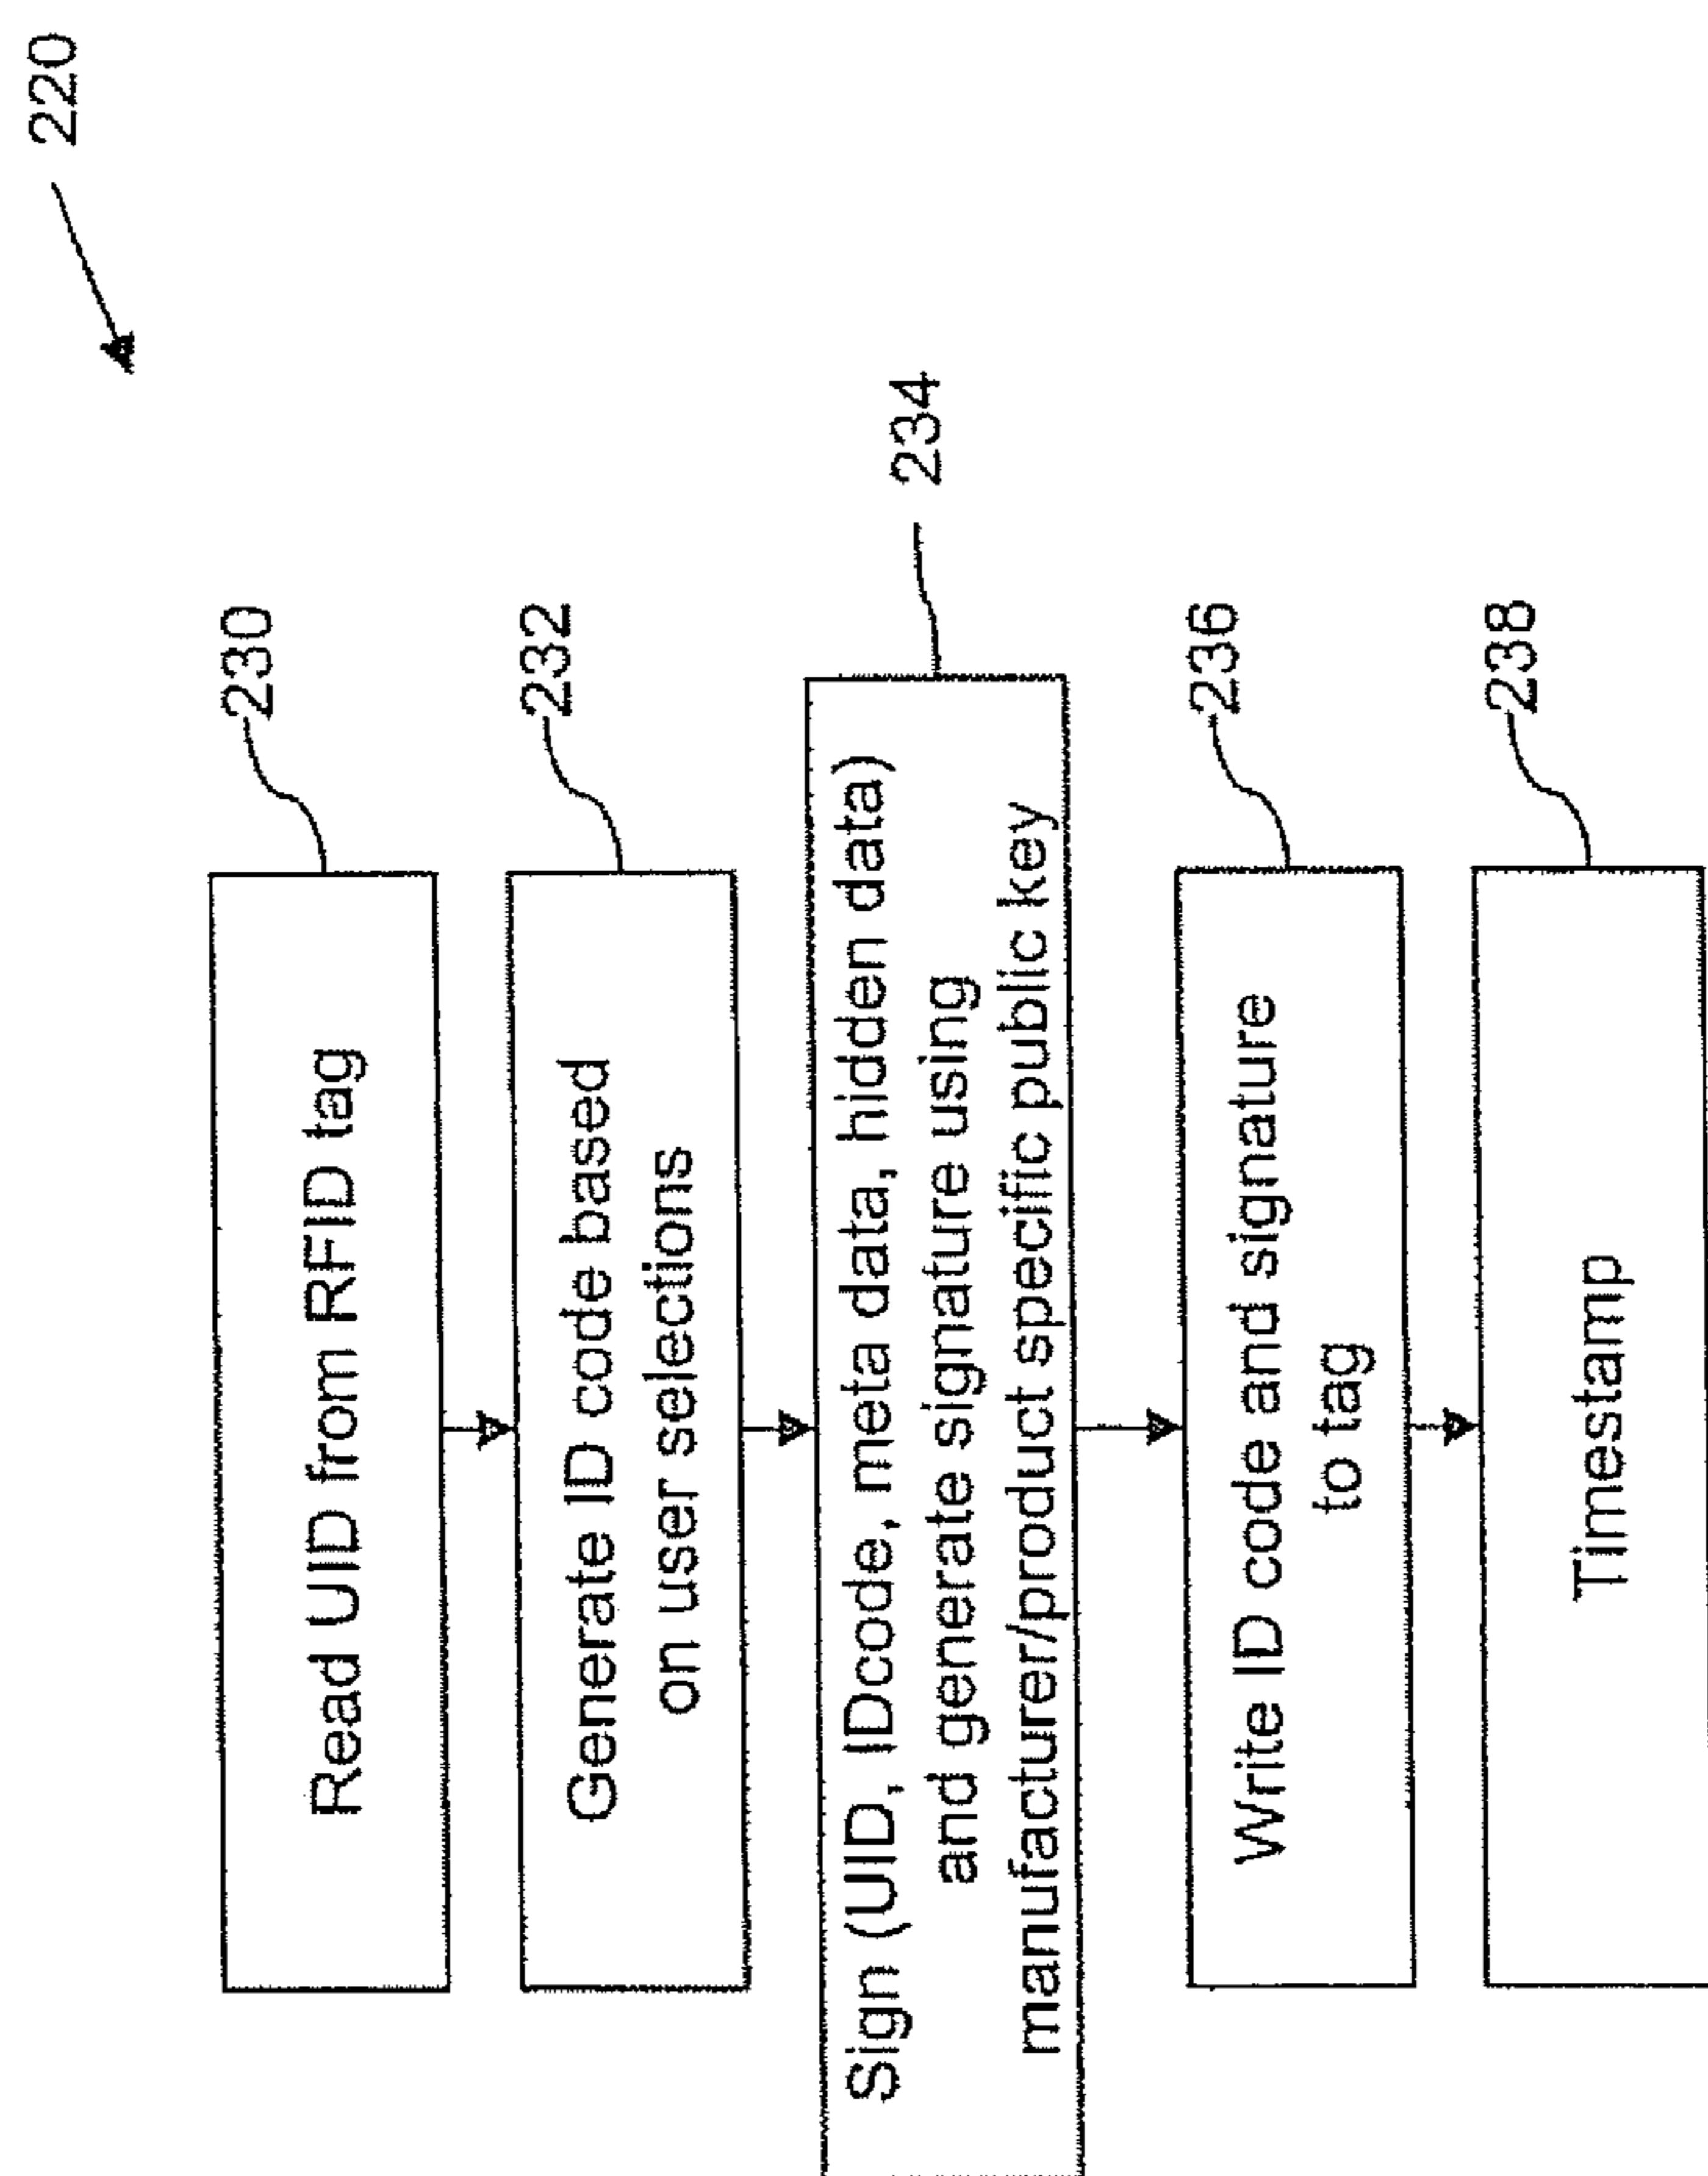 220
Read UID from RFID tag
230
Generate ID code based
on user selections
232
Sign (UID, IDcode, meta data, hidden data)
and generate signature using
manufacturer/product specific public key
234
Write ID code and signature
to tag
236
Timestamp
238